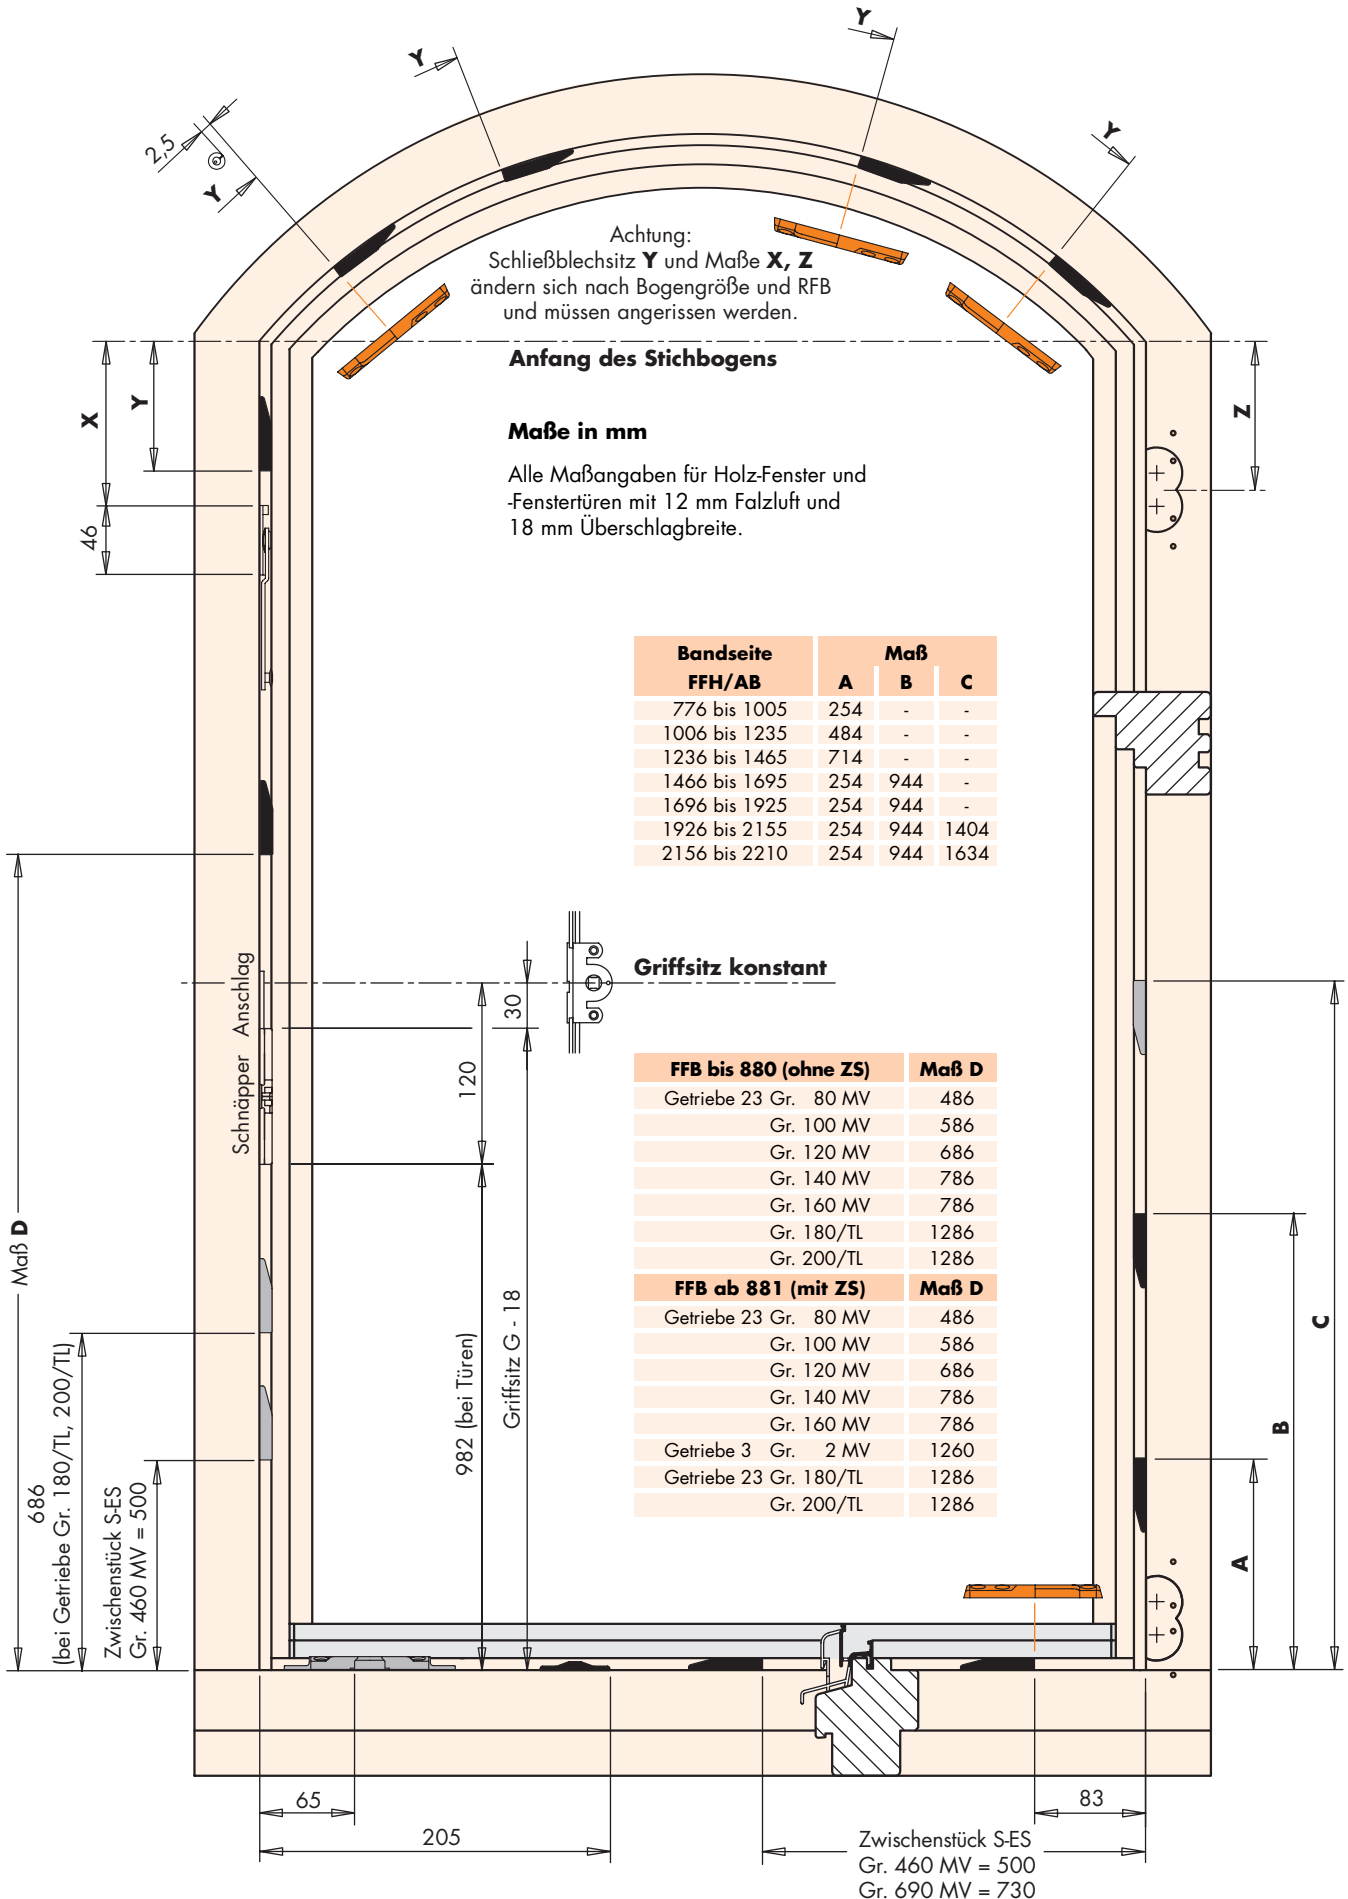 Y
Y
Y
2,5
Y
Achtung:
Schließblechsitz Y und Maße X, Z
ändern sich nach Bogengröße und RFB
und müssen angerissen werden.
Anfang des Stichbogens
X
Y
Z
46
Maße in mm
Alle Maßangaben für Holz-Fenster und
-Fenstertüren mit 12 mm Falzluft und
18 mm Überschlagbreite.
Bandseite Maß
FFH/AB A B C
776 bis 1005 254 - -
1006 bis 1235 484 - -
1236 bis 1465 714 - -
1466 bis 1695 254 944 -
1696 bis 1925 254 944 -
1926 bis 2155 254 944 1404
2156 bis 2210 254 944 1634
Schnäpper Anschlag
Griffsitz konstant
30
120
Maß D
982 (bei Türen)
Griffsitz G - 18
FFB bis 880 (ohne ZS) Maß D
Getriebe 23 Gr. 80 MV 486
Gr. 100 MV 586
Gr. 120 MV 686
Gr. 140 MV 786
Gr. 160 MV 786
Gr. 180/TL 1286
Gr. 200/TL 1286
FFB ab 881 (mit ZS) Maß D
Getriebe 23 Gr. 80 MV 486
Gr. 100 MV 586
Gr. 120 MV 686
Gr. 140 MV 786
Gr. 160 MV 786
Getriebe 3 Gr. 2 MV 1260
Getriebe 23 Gr. 180/TL 1286
Gr. 200/TL 1286
686
(bei Getriebe Gr. 180/TL, 200/TL)
Zwischenstück S-ES
Gr. 460 MV = 500
A
B
C
65
205
83
Zwischenstück S-ES
Gr. 460 MV = 500
Gr. 690 MV = 730